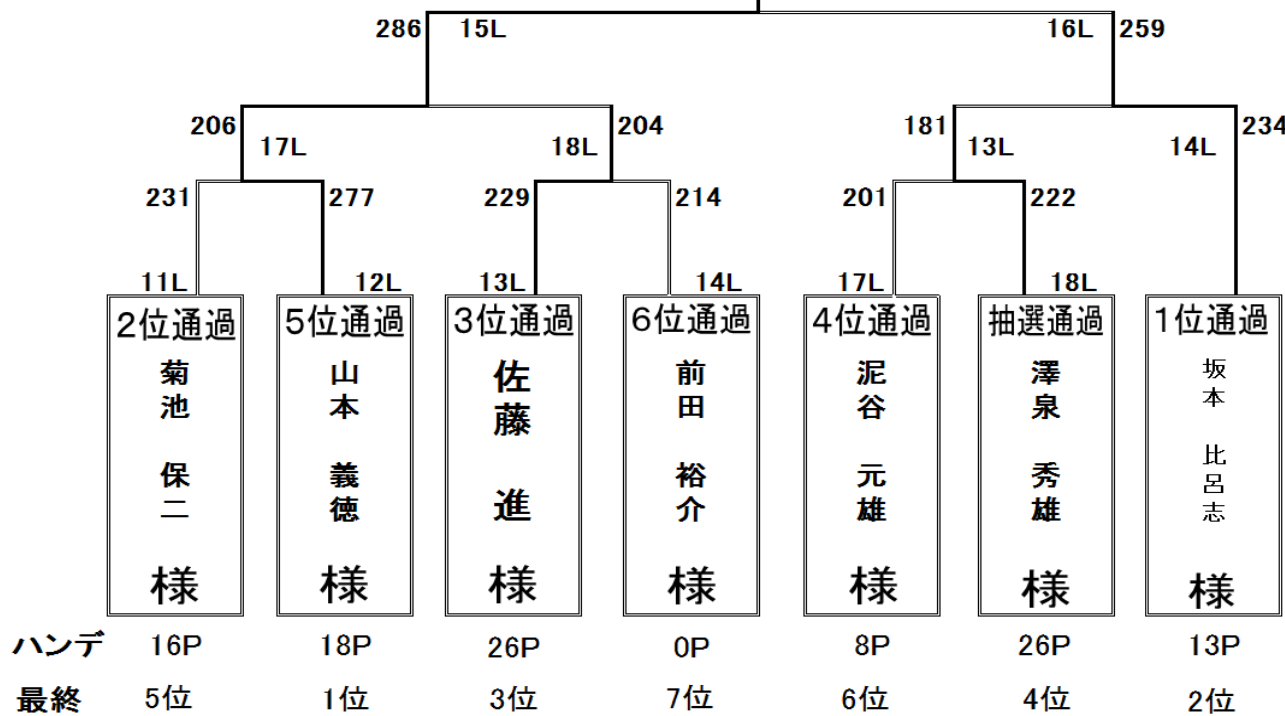 286 15L 16L 259
206 204 181 234
17L 18L 13L 14L
231 277 229 214 201 222
11L 12L 13L 14L 17L 18L
2位通過 5位通過 3位通過 6位通過 4位通過 抽選通過 1位通過
菊池 保二 様
山本 義徳 様
佐藤 進 様
前田 裕介 様
泥谷 元雄 様
澤泉 秀雄 様
坂本 比呂志 様
ハンデ 16P 18P 26P 0P 8P 26P 13P
最終 5位 1位 3位 7位 6位 4位 2位